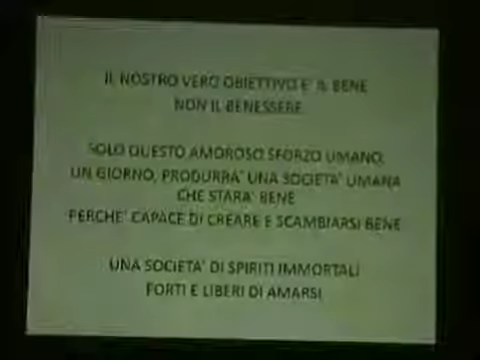 IL NOSTRO VERO OBIETTIVO E' IL BENE
NON IL BENESSERE
SOLO QUESTO AMOROSO SFORZO UMANO,
UN GIORNO, PRODURRA' UNA SOCIETA' UMANA
CHE STARA' BENE
PERCHE' CAPACE DI CREARE E SCAMBIARSI BENE
UNA SOCIETA' DI SPIRITI IMMORTALI
FORTI E LIBERI DI AMARSI